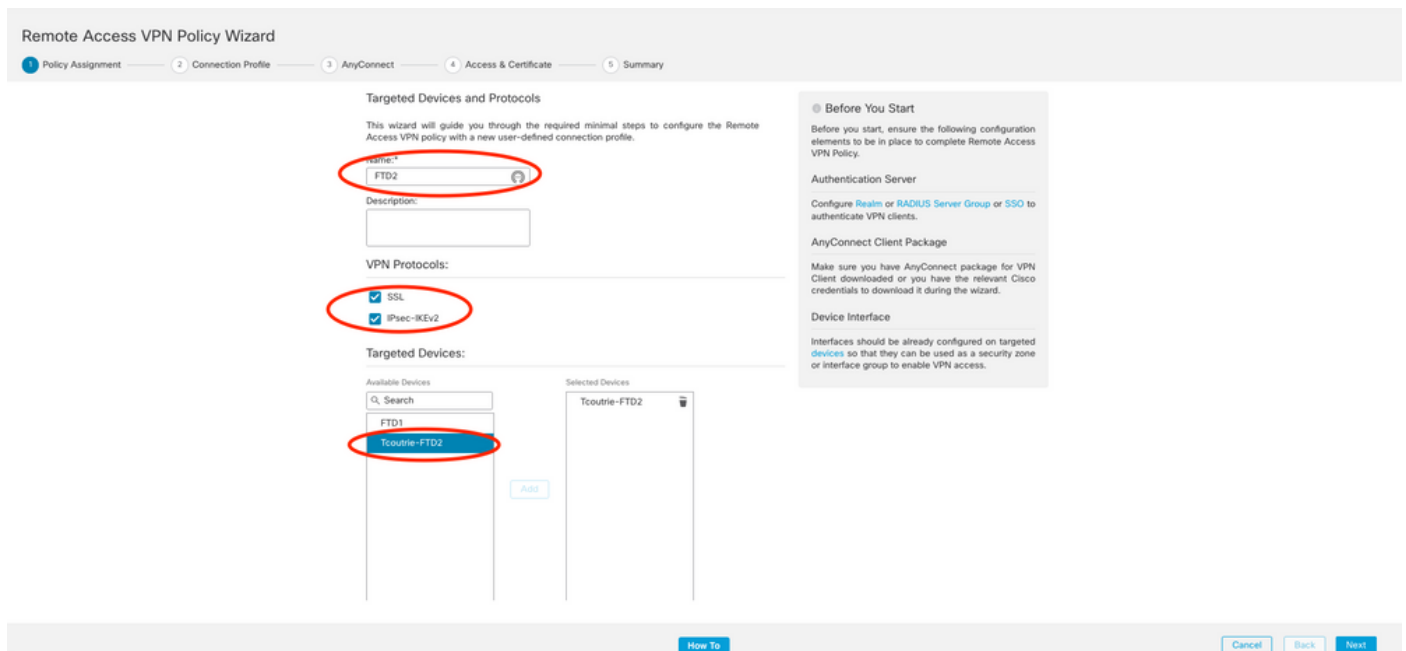 Remote Access VPN Policy Wizard
1 Policy Assignment 2 Connection Profile 3 AnyConnect 4 Access & Certificate 5 Summary
Targeted Devices and Protocols
This wizard will guide you through the required minimal steps to configure the Remote
Access VPN policy with a new user-defined connection profile.
Name:*
FTD2
Description:
VPN Protocols:
SSL
IPsec-IKEv2
Targeted Devices:
Available Devices
Search
FTD1
Tcoutrie-FTD2
Add
Selected Devices
Tcoutrie-FTD2
Before You Start
Before you start, ensure the following configuration
elements to be in place to complete Remote Access
VPN Policy.
Authentication Server
Configure Realm or RADIUS Server Group or SSO to
authenticate VPN clients.
AnyConnect Client Package
Make sure you have AnyConnect package for VPN
Client downloaded or you have the relevant Cisco
credentials to download it during the wizard.
Device Interface
Interfaces should be already configured on targeted
devices so that they can be used as a security zone
or interface group to enable VPN access.
How To
Cancel Back Next